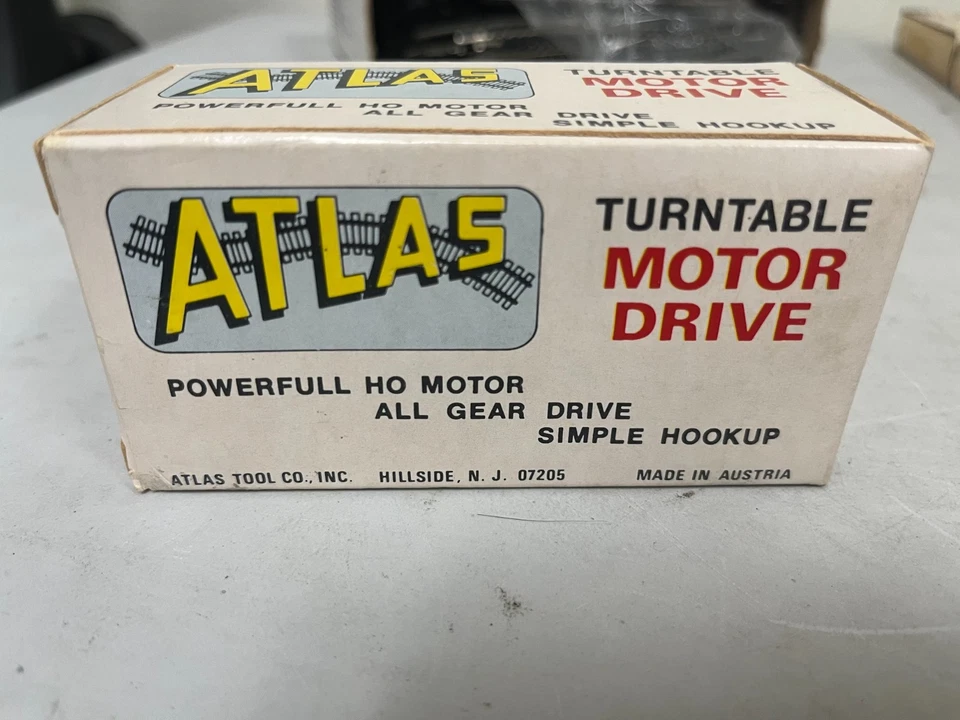 ATLAS
TURNTABLE
MOTOR
DRIVE
POWERFULL HO MOTOR
ALL GEAR DRIVE
SIMPLE HOOKUP
ATLAS
TURNTABLE
MOTOR
DRIVE
POWERFULL HO MOTOR
ALL GEAR DRIVE
SIMPLE HOOKUP
ATLAS TOOL CO., INC. HILLSIDE, N. J. 07205 MADE IN AUSTRIA